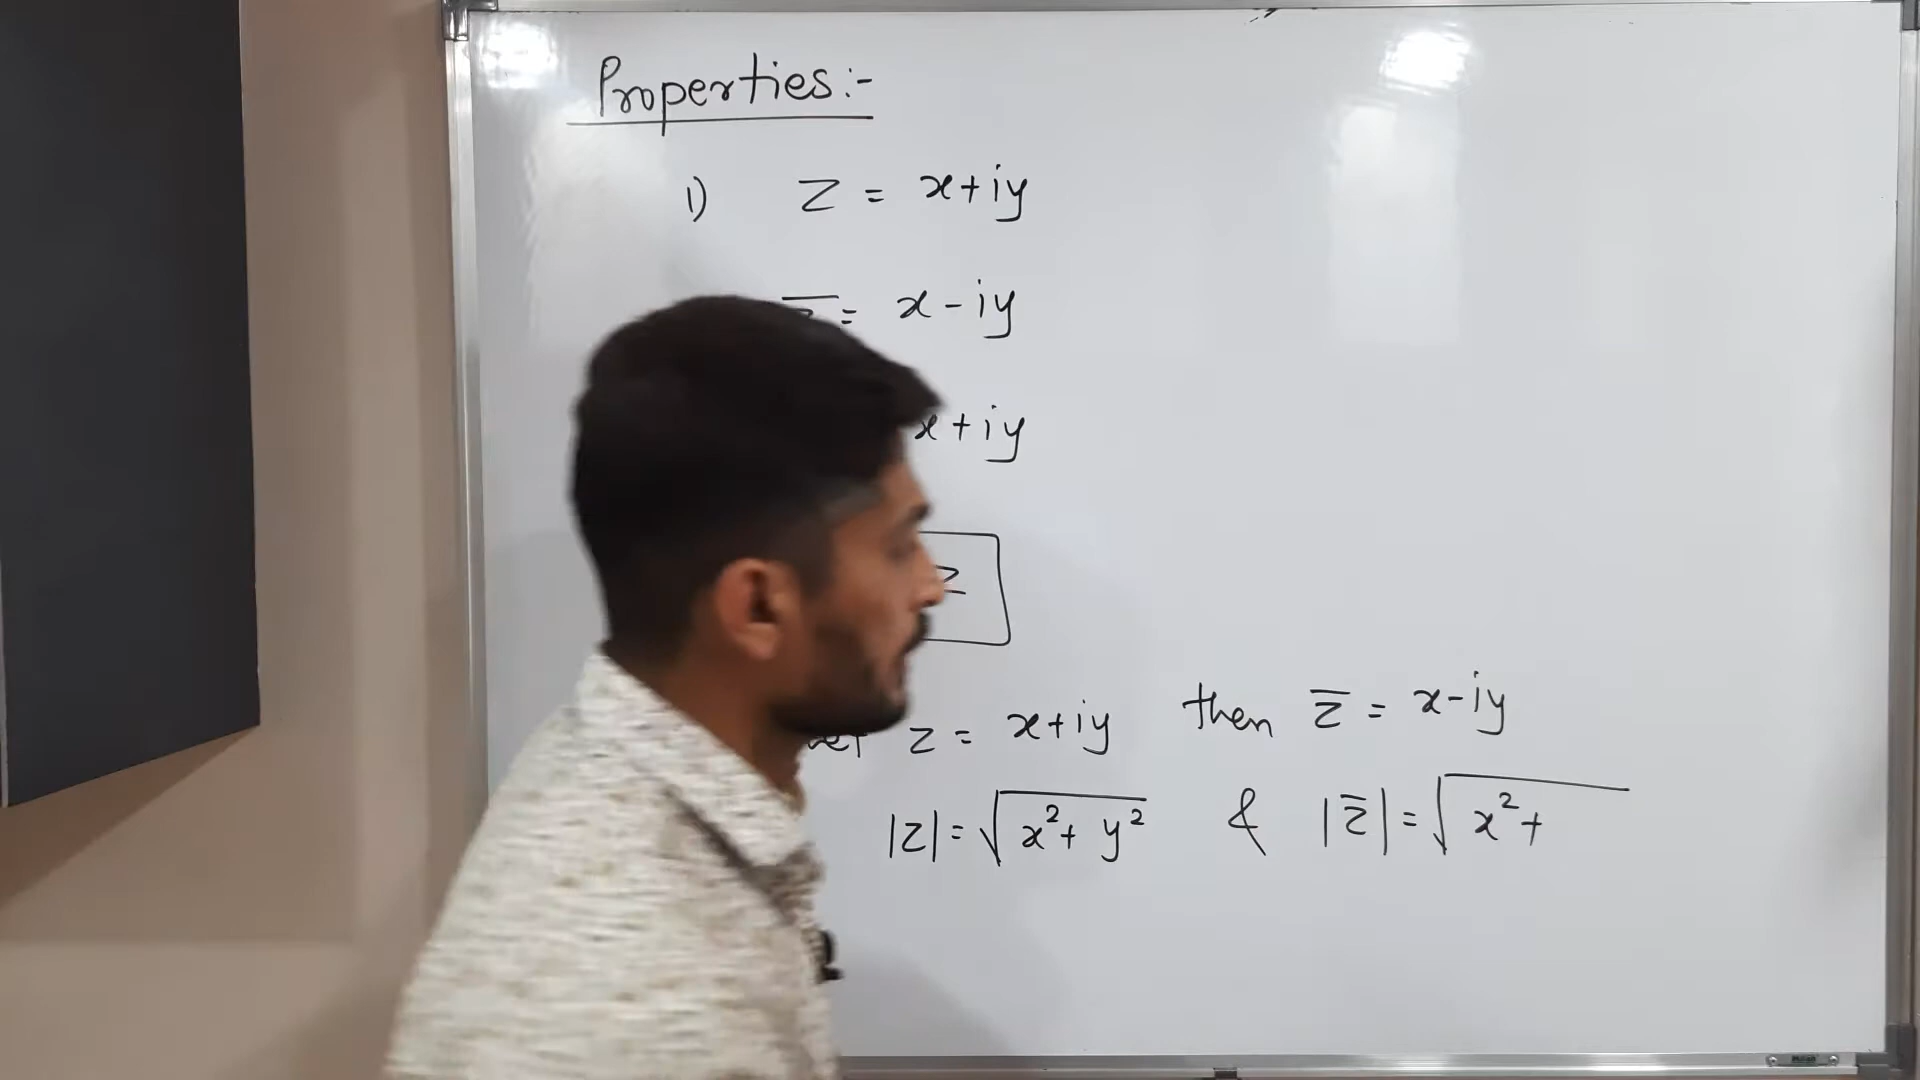 Properties:-
1) Z = x+iy
= x-iy
x+iy
z
z = x+iy then z̅ = x-iy
|z| = √(x²+ y²) & |z̅| = √(x²+